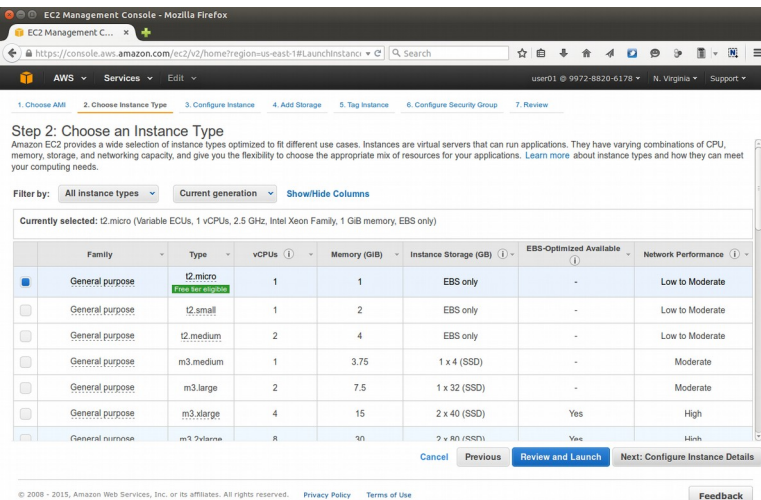 EC2 Management Console - Mozilla Firefox
EC2 Management C... ×
https://console.aws.amazon.com/ec2/v2/home?region=us-east-1#LaunchInstance Search
AWS Services Edit user01 @ 9972-8820-6178 N. Virginia Support
1. Choose AMI 2. Choose Instance Type 3. Configure Instance 4. Add Storage 5. Tag Instance 6. Configure Security Group 7. Review
Step 2: Choose an Instance Type
Amazon EC2 provides a wide selection of instance types optimized to fit different use cases. Instances are virtual servers that can run applications. They have varying combinations of CPU,
memory, storage, and networking capacity, and give you the flexibility to choose the appropriate mix of resources for your applications. Learn more about instance types and how they can meet
your computing needs.
Filter by: All instance types Current generation Show/Hide Columns
Currently selected: t2.micro (Variable ECUs, 1 vCPUs, 2.5 GHz, Intel Xeon Family, 1 GiB memory, EBS only)
Family Type vCPUs Memory (GiB) Instance Storage (GB) EBS-Optimized Available Network Performance
General purpose t2.micro 1 1 EBS only - Low to Moderate
Free tier eligible
General purpose t2.small 1 2 EBS only - Low to Moderate
General purpose t2.medium 2 4 EBS only - Low to Moderate
General purpose m3.medium 1 3.75 1 x 4 (SSD) - Moderate
General purpose m3.large 2 7.5 1 x 32 (SSD) - Moderate
General purpose m3.xlarge 4 15 2 x 40 (SSD) Yes High
General purpose m3.2xlarge 8 30 2 x 80 (SSD) Yes High
Cancel Previous Review and Launch Next: Configure Instance Details
© 2008 - 2015, Amazon Web Services, Inc. or its affiliates. All rights reserved. Privacy Policy Terms of Use Feedback